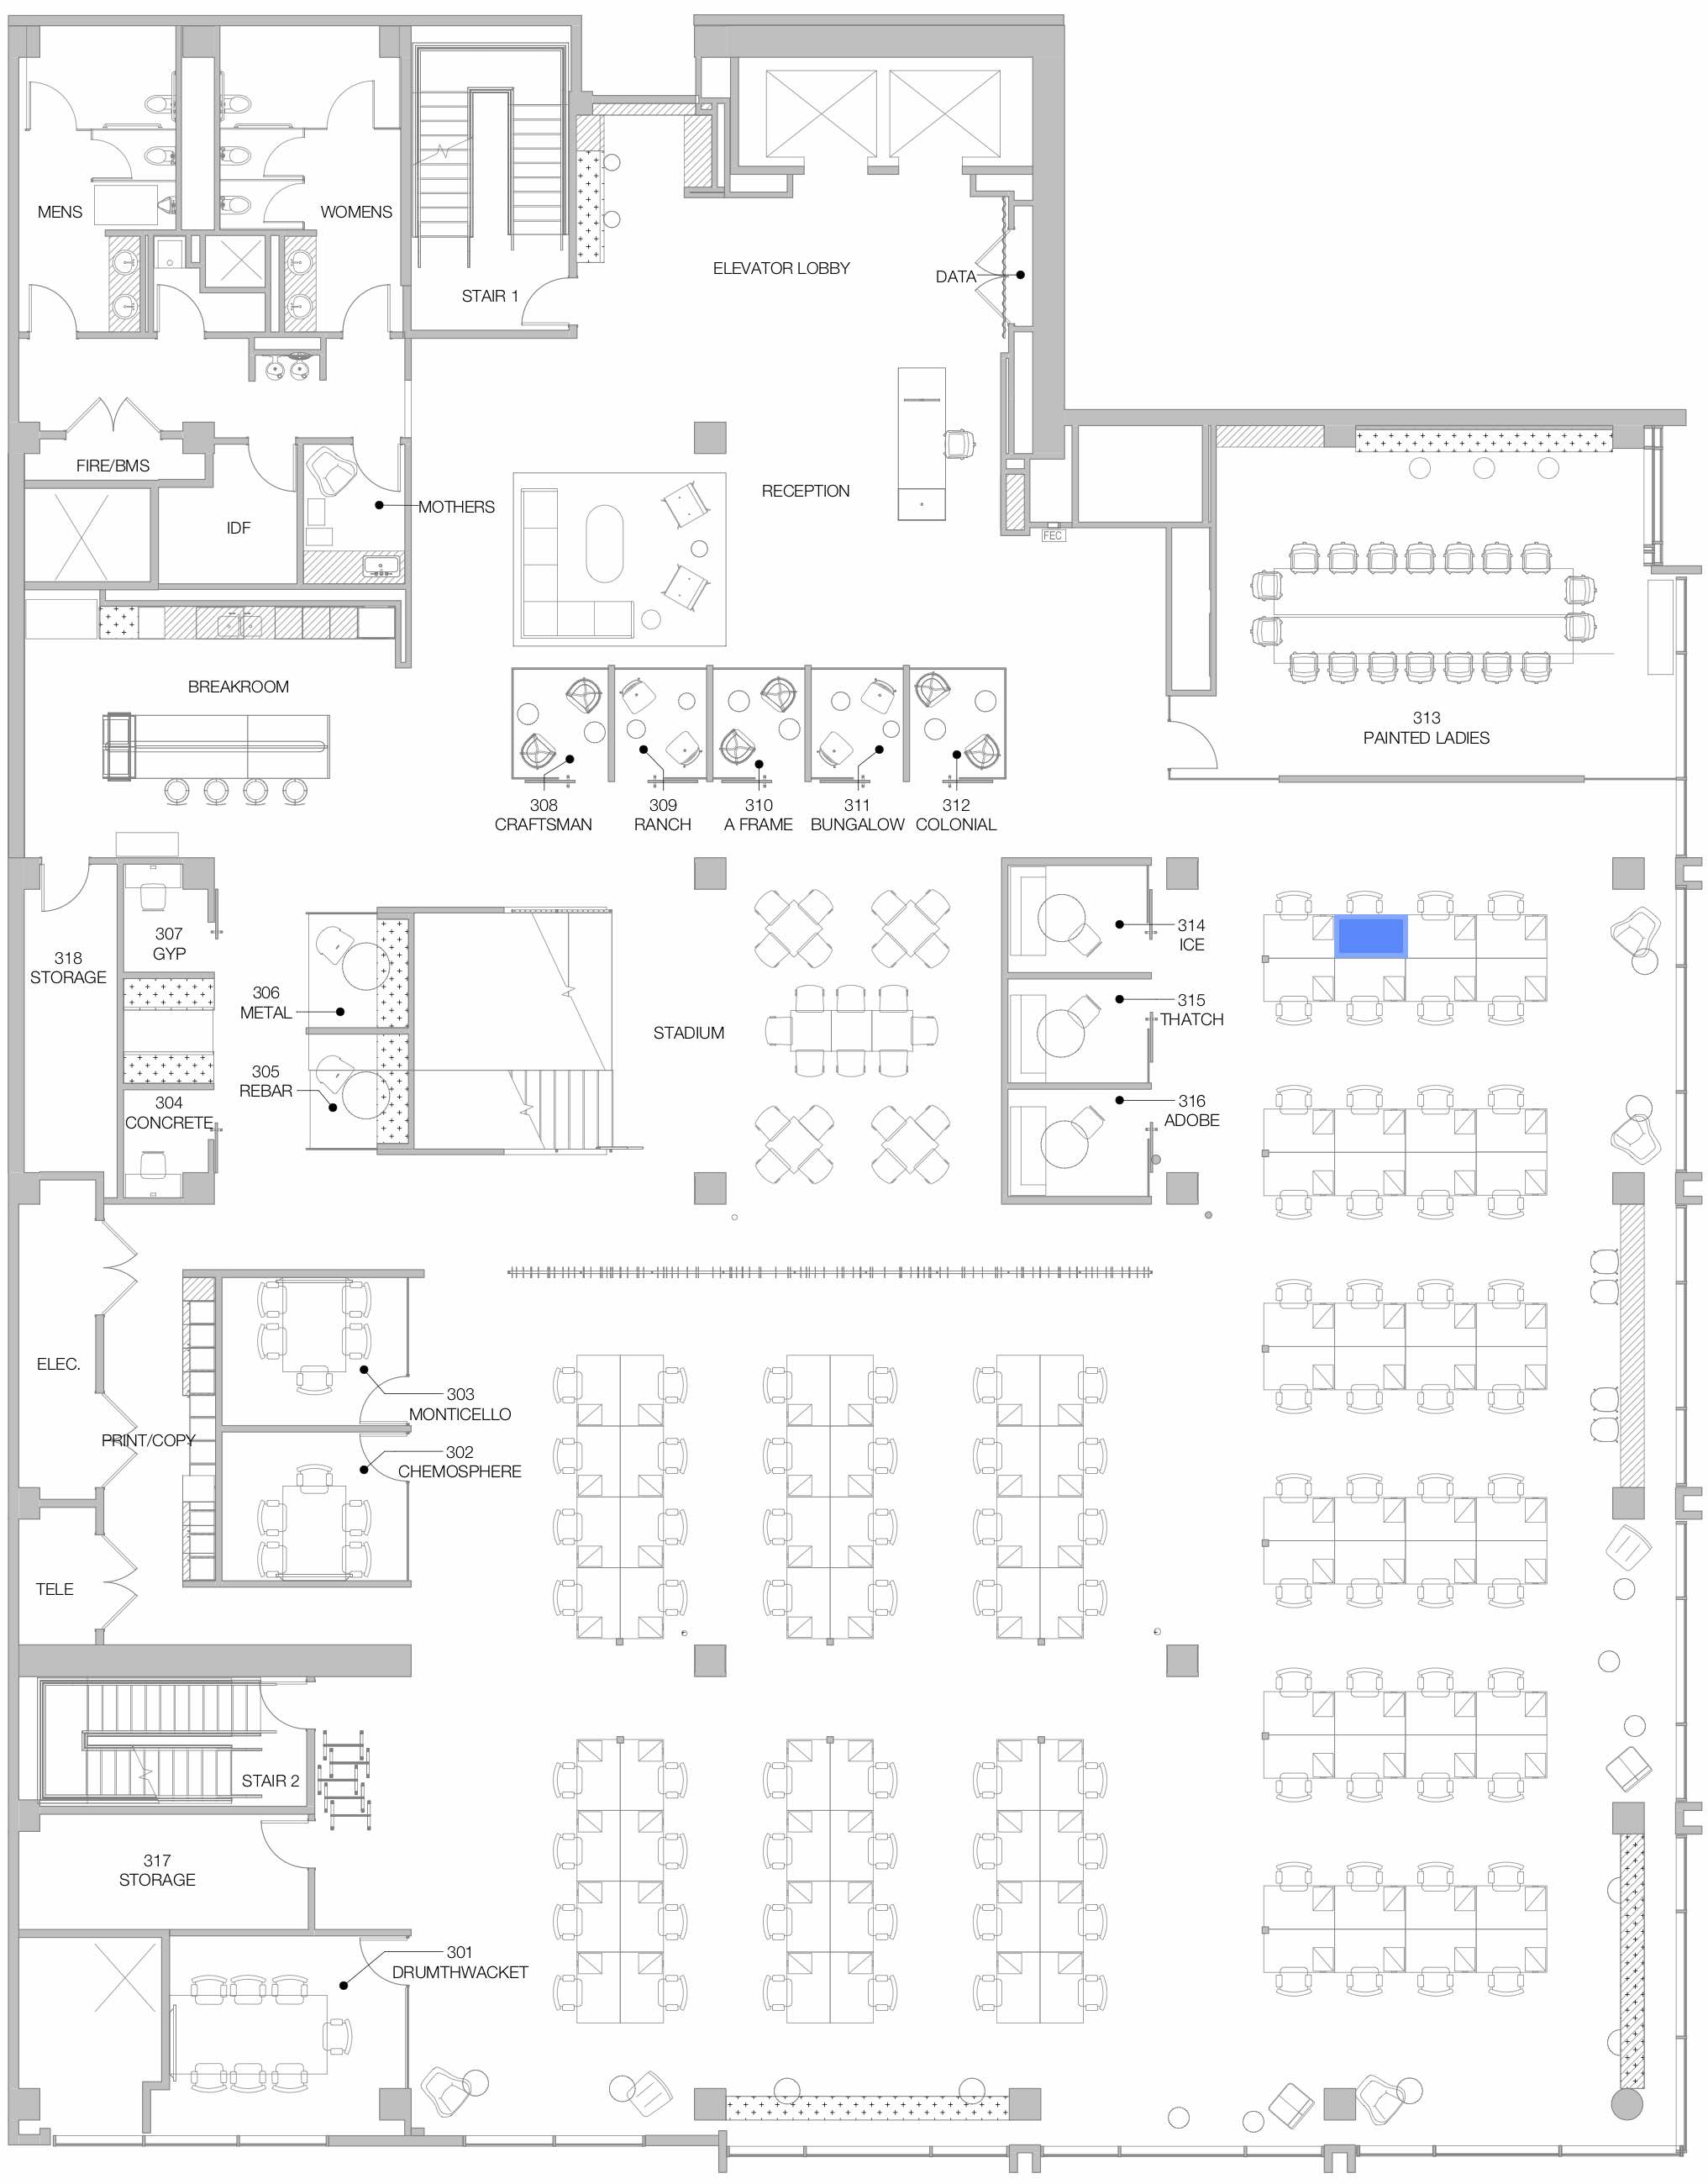 MENS
WOMENS
ELEVATOR LOBBY
DATA
STAIR 1
FIRE/BMS
MOTHERS
RECEPTION
IDF
FEC
BREAKROOM
313
PAINTED LADIES
308
CRAFTSMAN
309
RANCH
310
A FRAME
311
BUNGALOW
312
COLONIAL
307
GYP
318
STORAGE
306
METAL
314
ICE
315
THATCH
STADIUM
305
REBAR
304
CONCRETE
316
ADOBE
ELEC.
303
MONTICELLO
PRINT/COPY
302
CHEMOSPHERE
TELE
STAIR 2
317
STORAGE
301
DRUMTHWACKET